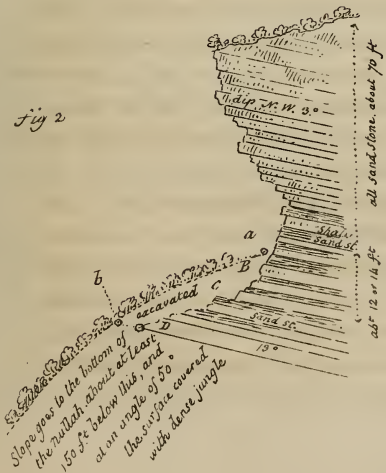 fig 2
dip N. W. 3°
all sand stone. about 70 ft
a
shaly
sand st.
abt 12 or 14 ft
B
b
excavated
C
D
sand st.
19°
Slope goes to the bottom of
the nullah about at least
150 ft below this, and
at an ungle of 50°
the surface covered
with dense jungle